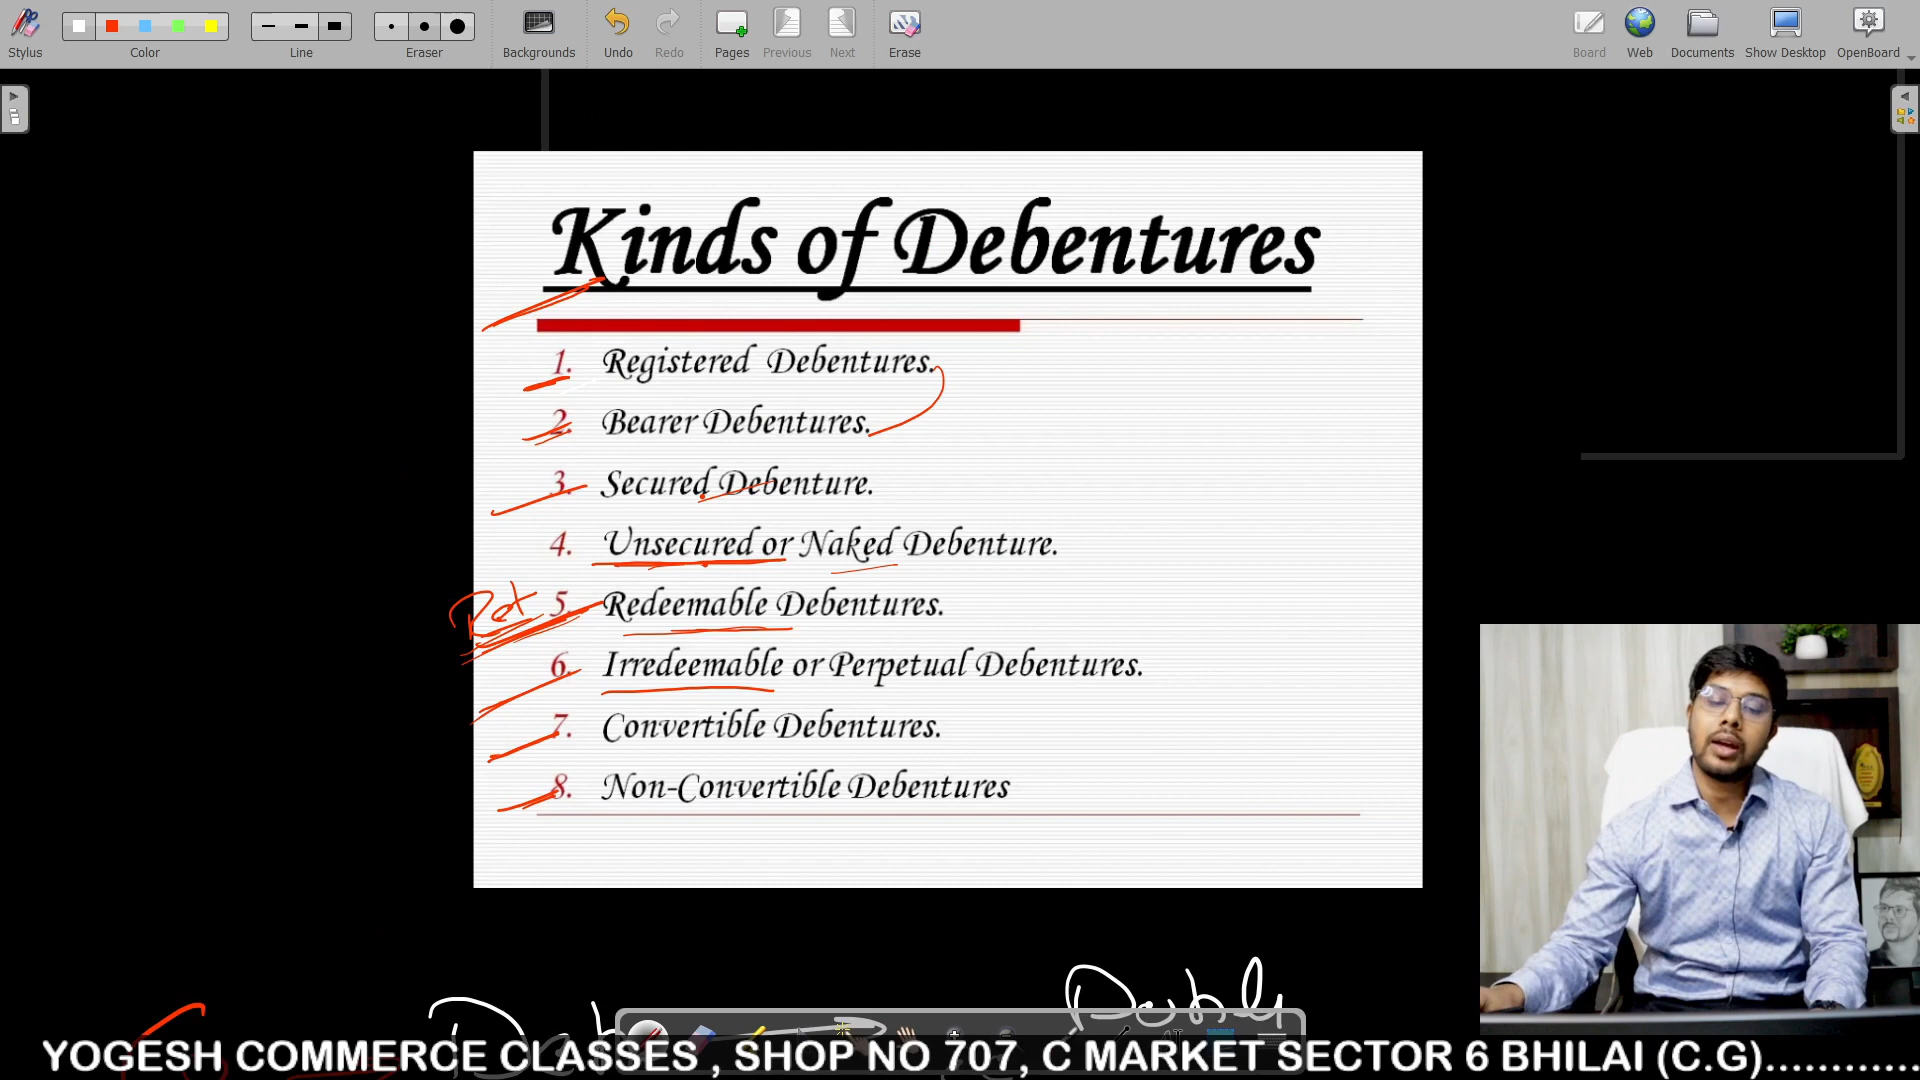 Stylus Color Line Eraser Backgrounds Undo Redo Pages Previous Next Erase Board Web Documents Show Desktop OpenBoard
Kinds of Debentures
1. Registered Debentures.
2. Bearer Debentures.
3. Secured Debenture.
4. Unsecured or Naked Debenture.
5. Redeemable Debentures.
6. Irredeemable or Perpetual Debentures.
7. Convertible Debentures.
8. Non-Convertible Debentures
YOGESH COMMERCE CLASSES , SHOP NO 707, C MARKET SECTOR 6 BHILAI (C.G)............